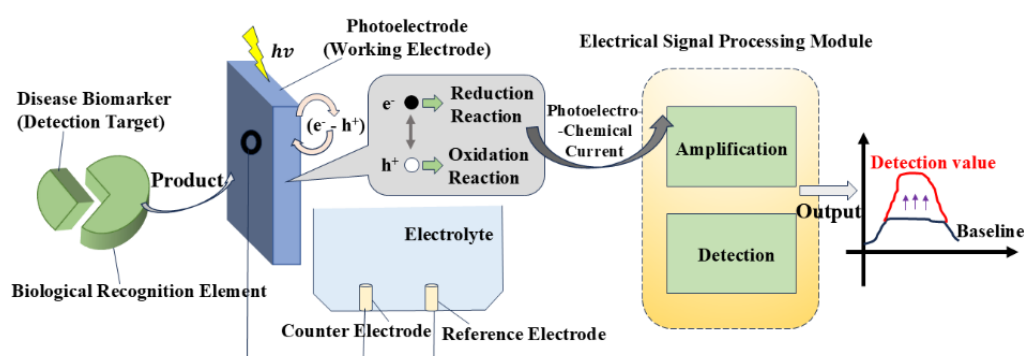 Photoelectrode
(Working Electrode)
hν
Electrical Signal Processing Module
Disease Biomarker
(Detection Target)
(e⁻ - h⁺)
e⁻
Reduction
Reaction
h⁺
Oxidation
Reaction
Photoelectro-
-Chemical
Current
Amplification
Detection
Detection value
Product
Output
Baseline
Electrolyte
Biological Recognition Element
Counter Electrode
Reference Electrode